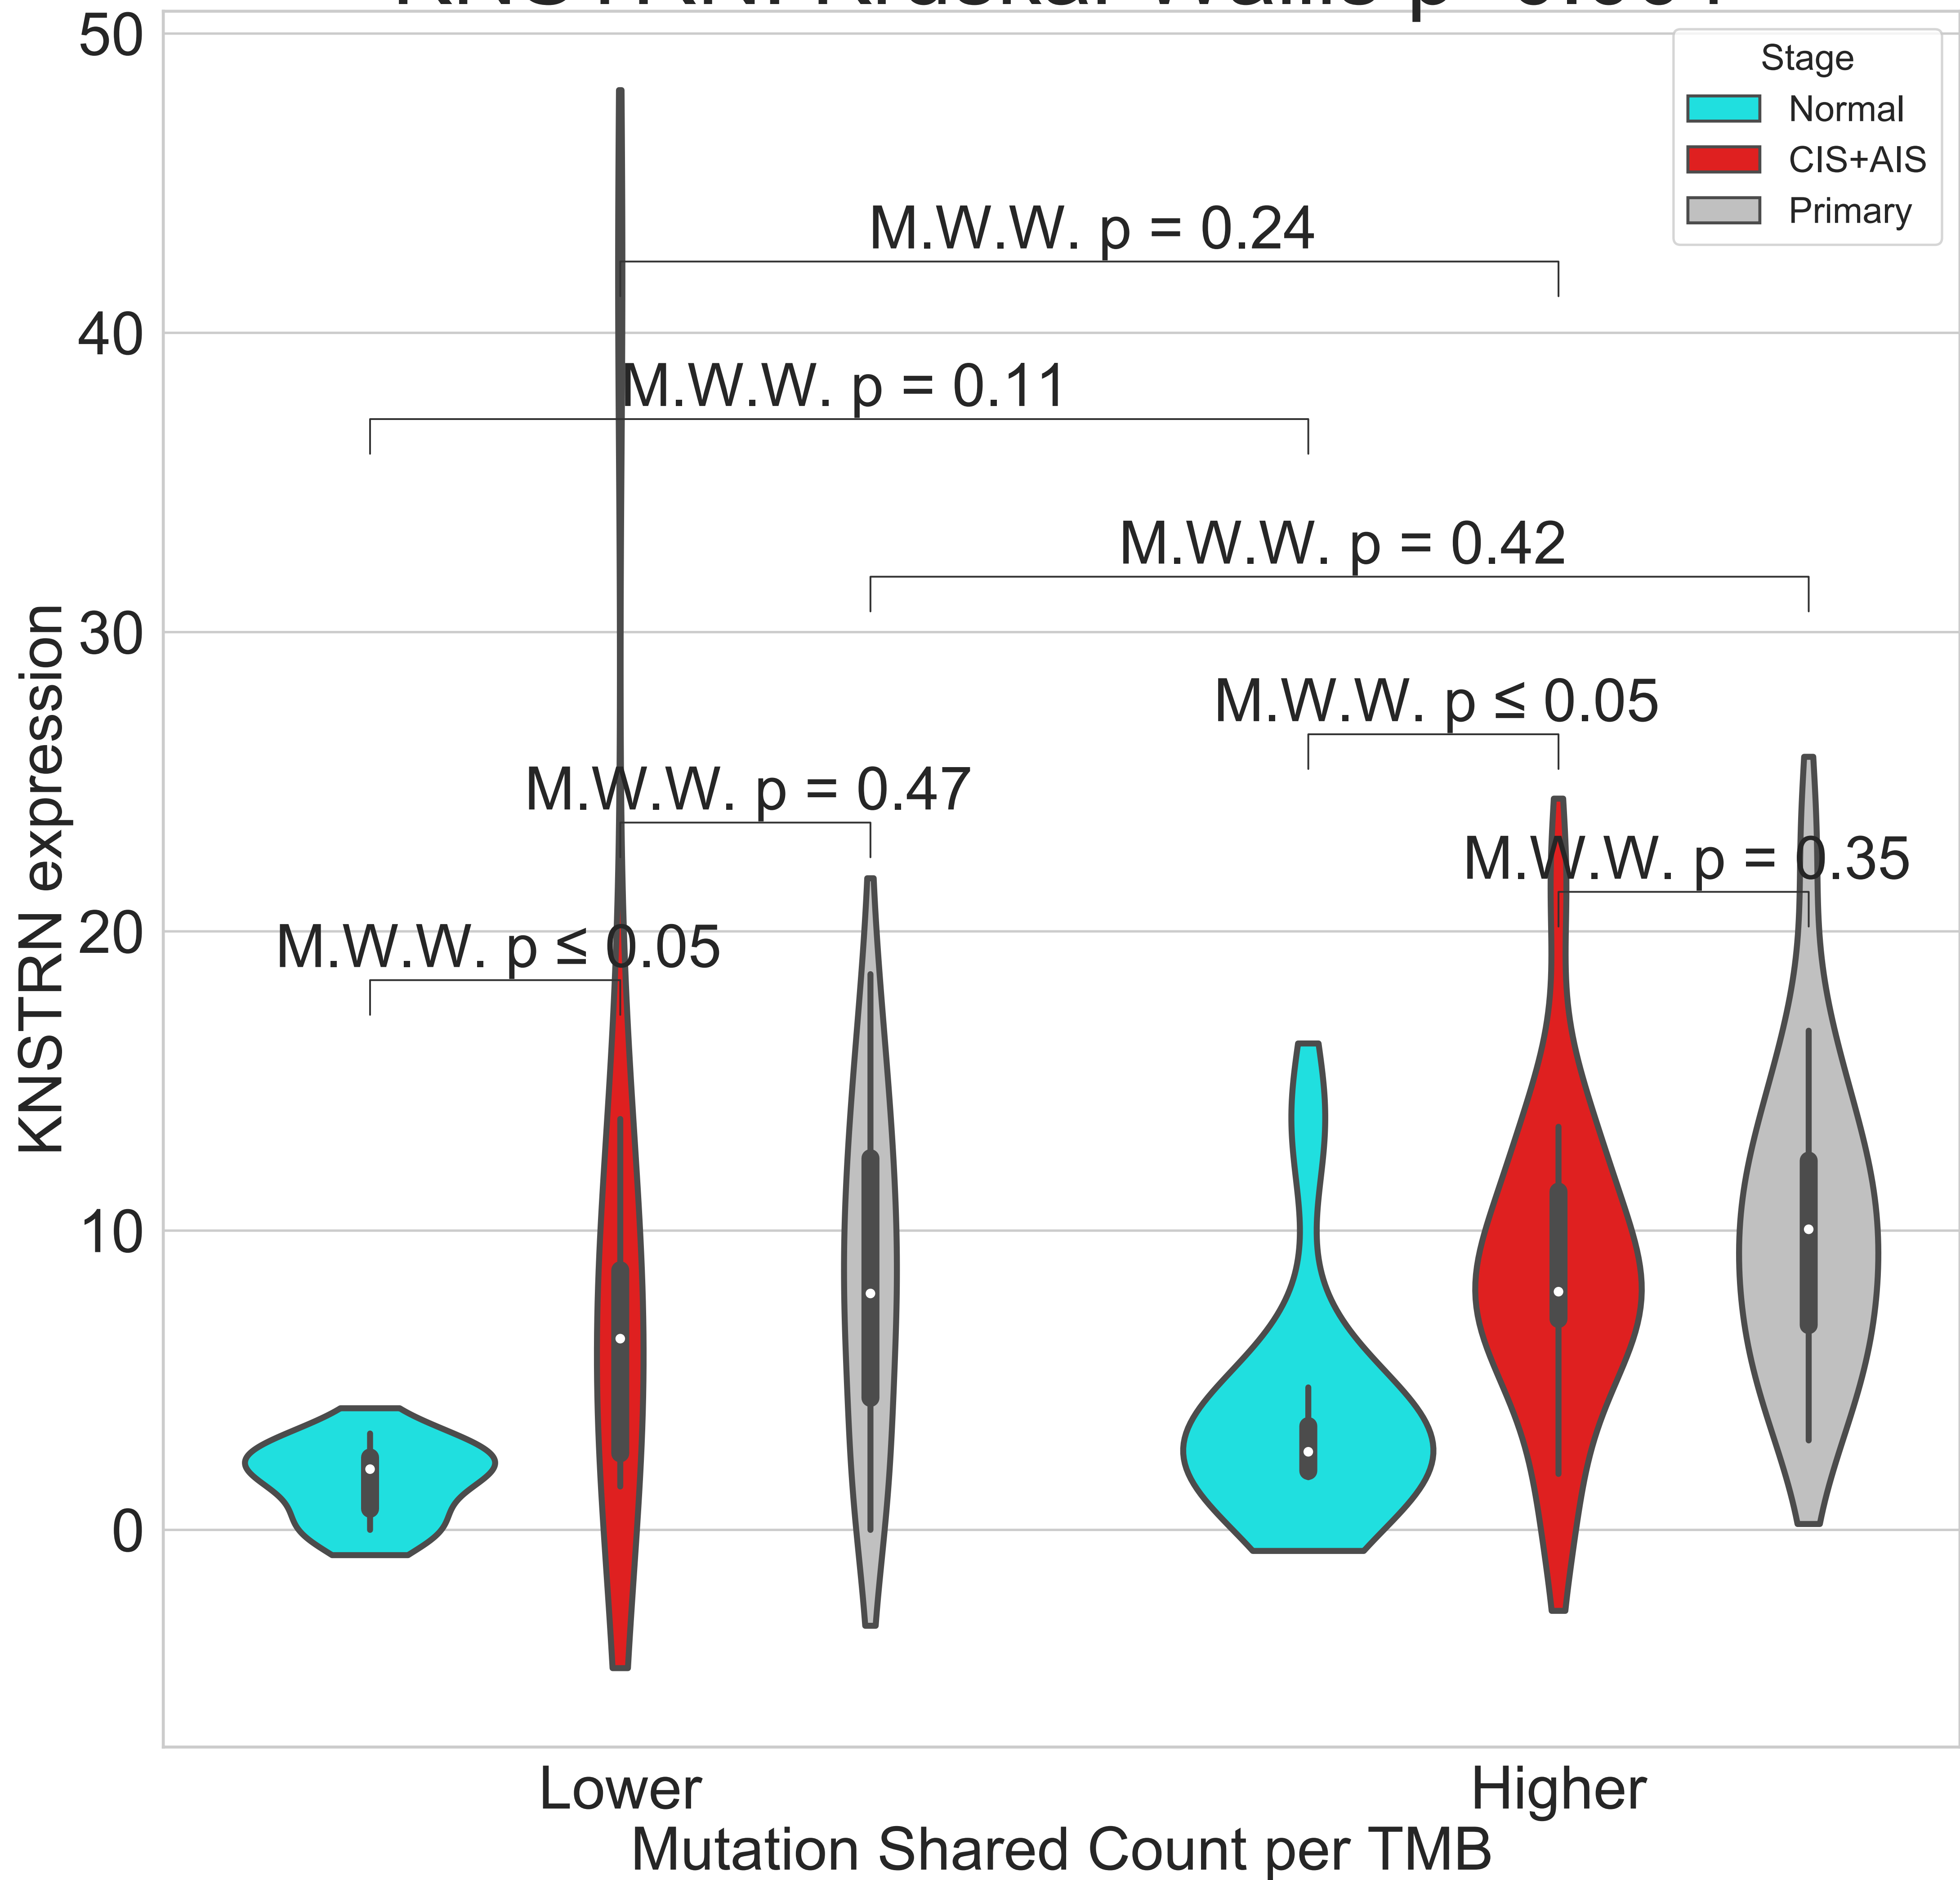 50
Stage
Normal
CIS+AIS
Primary
M.W.W. p = 0.24
40
M.W.W. p = 0.11
M.W.W. p = 0.42
30
M.W.W. p ≤ 0.05
M.W.W. p = 0.47
M.W.W. p = 0.35
20
M.W.W. p ≤ 0.05
KNSTRN expression
10
0
Lower
Higher
Mutation Shared Count per TMB